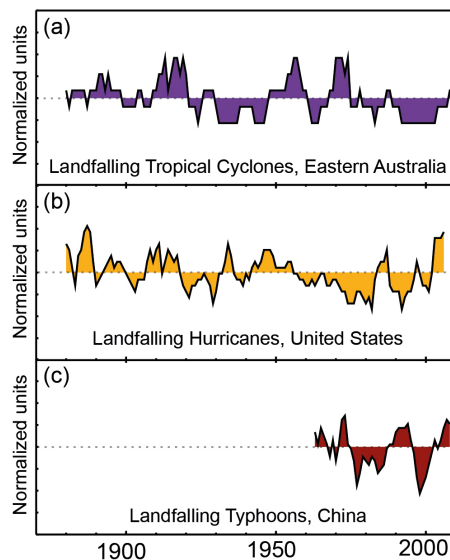 (a)
Normalized units
Landfalling Tropical Cyclones, Eastern Australia
(b)
Normalized units
Landfalling Hurricanes, United States
(c)
Normalized units
Landfalling Typhoons, China
1900 1950 2000